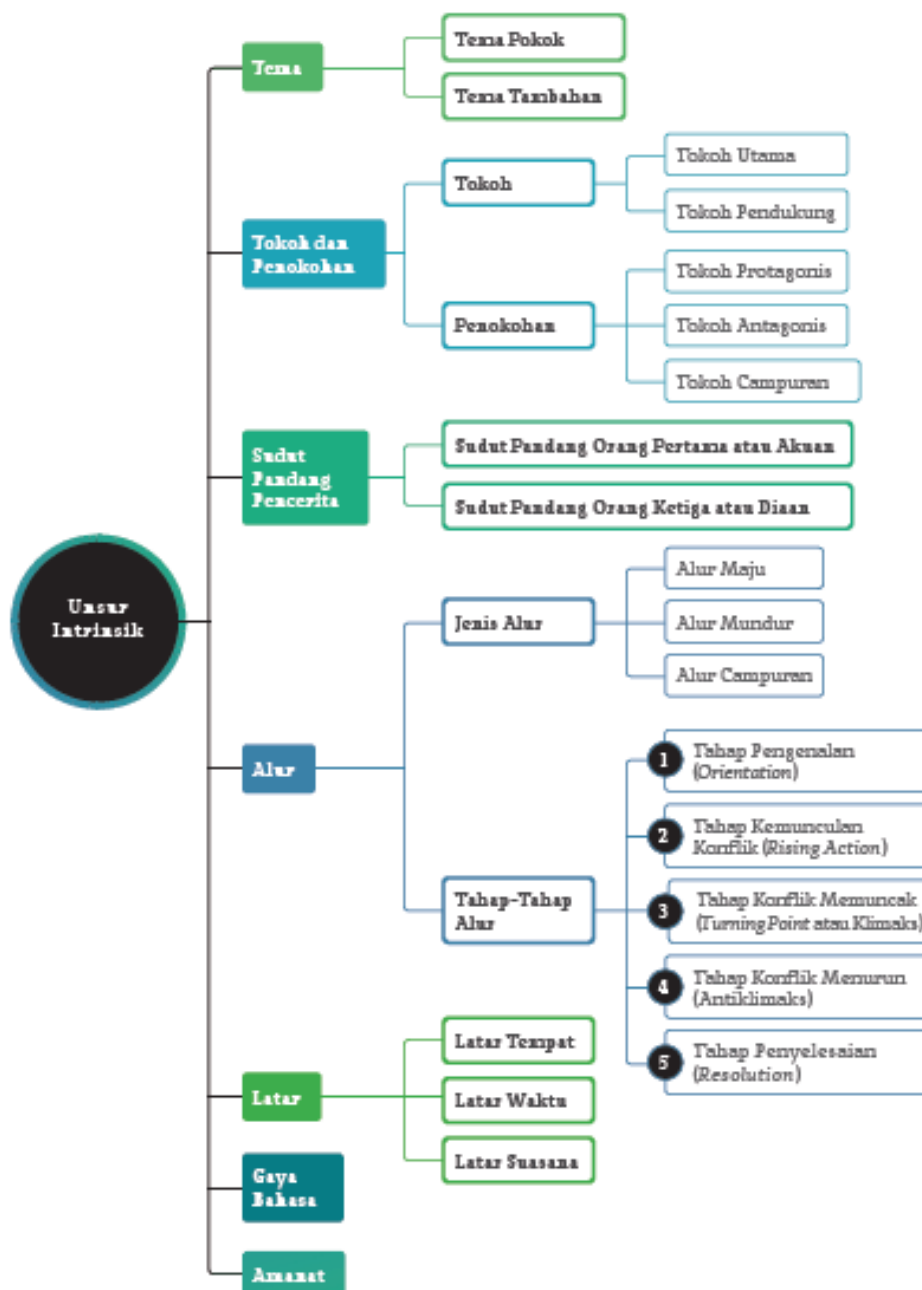 Tema
Tema Pokok
Tema Tambahan
Tokoh dan
Penokohan
Tokoh
Tokoh Utama
Tokoh Pendukung
Penokohan
Tokoh Protagonis
Tokoh Antagonis
Tokoh Campuran
Sudut
Pandang
Pencerita
Sudut Pandang Orang Pertama atau Akuan
Sudut Pandang Orang Ketiga atau Diaan
Unsur
Intrinsik
Alur
Jenis Alur
Alur Maju
Alur Mundur
Alur Campuran
Tahap-Tahap
Alur
1 Tahap Pengenalan
(Orientation)
2 Tahap Kemunculan
Konflik (Rising Action)
3 Tahap Konflik Memuncak
(Turning Point atau Klimaks)
4 Tahap Konflik Menurun
(Antiklimaks)
5 Tahap Penyelesaian
(Resolution)
Latar
Latar Tempat
Latar Waktu
Latar Suasana
Gaya
Bahasa
Amanat